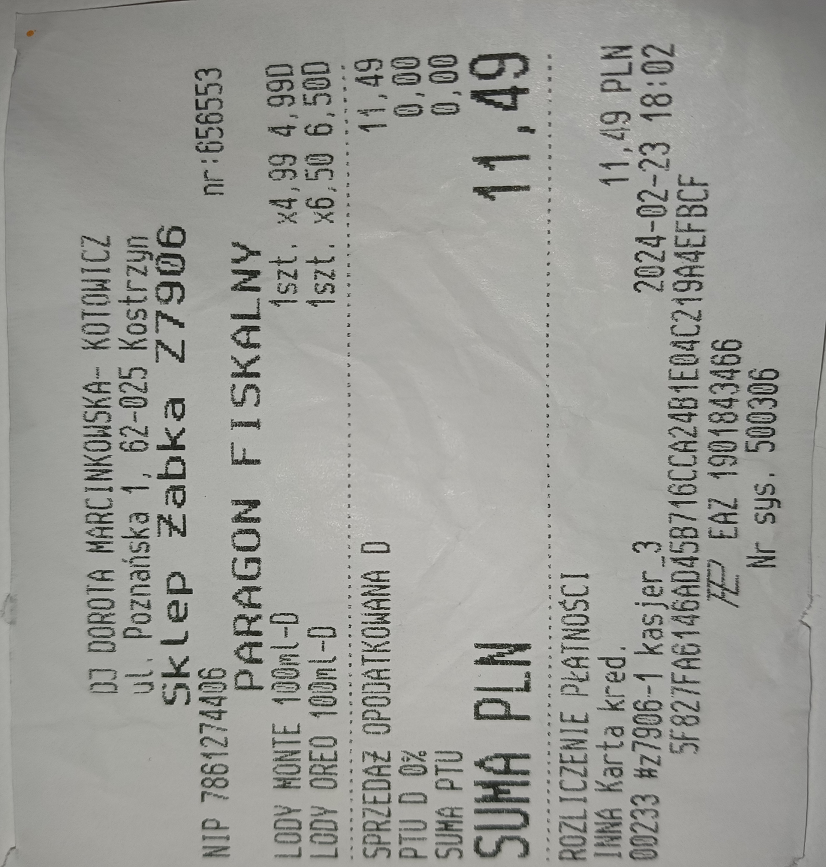 DJ DOROTA MARCINKOWSKA- KOTOWICZ
ul. Poznańska 1, 62-025 Kostrzyn
Sklep Żabka Z7906
NIP 7861274406 nr:656553
PARAGON FISKALNY
LODY MONTE 100ml-D 1szt. x4,99 4,99D
LODY OREO 100ml-D 1szt. x6,50 6,50D
SPRZEDAŻ OPODATKOWANA D 11,49
PTU D 0% 0,00
SUMA PTU 0,00
SUMA PLN 11,49
ROZLICZENIE PŁATNOŚCI
INNA Karta kred. 11,49 PLN
00233 #z7906-1 kasjer_3 2024-02-23 18:02
5F827FA6146AD45B716CCA24B1E04C219A4EFBCF
EAZ 1901843466
Nr sys. 500306